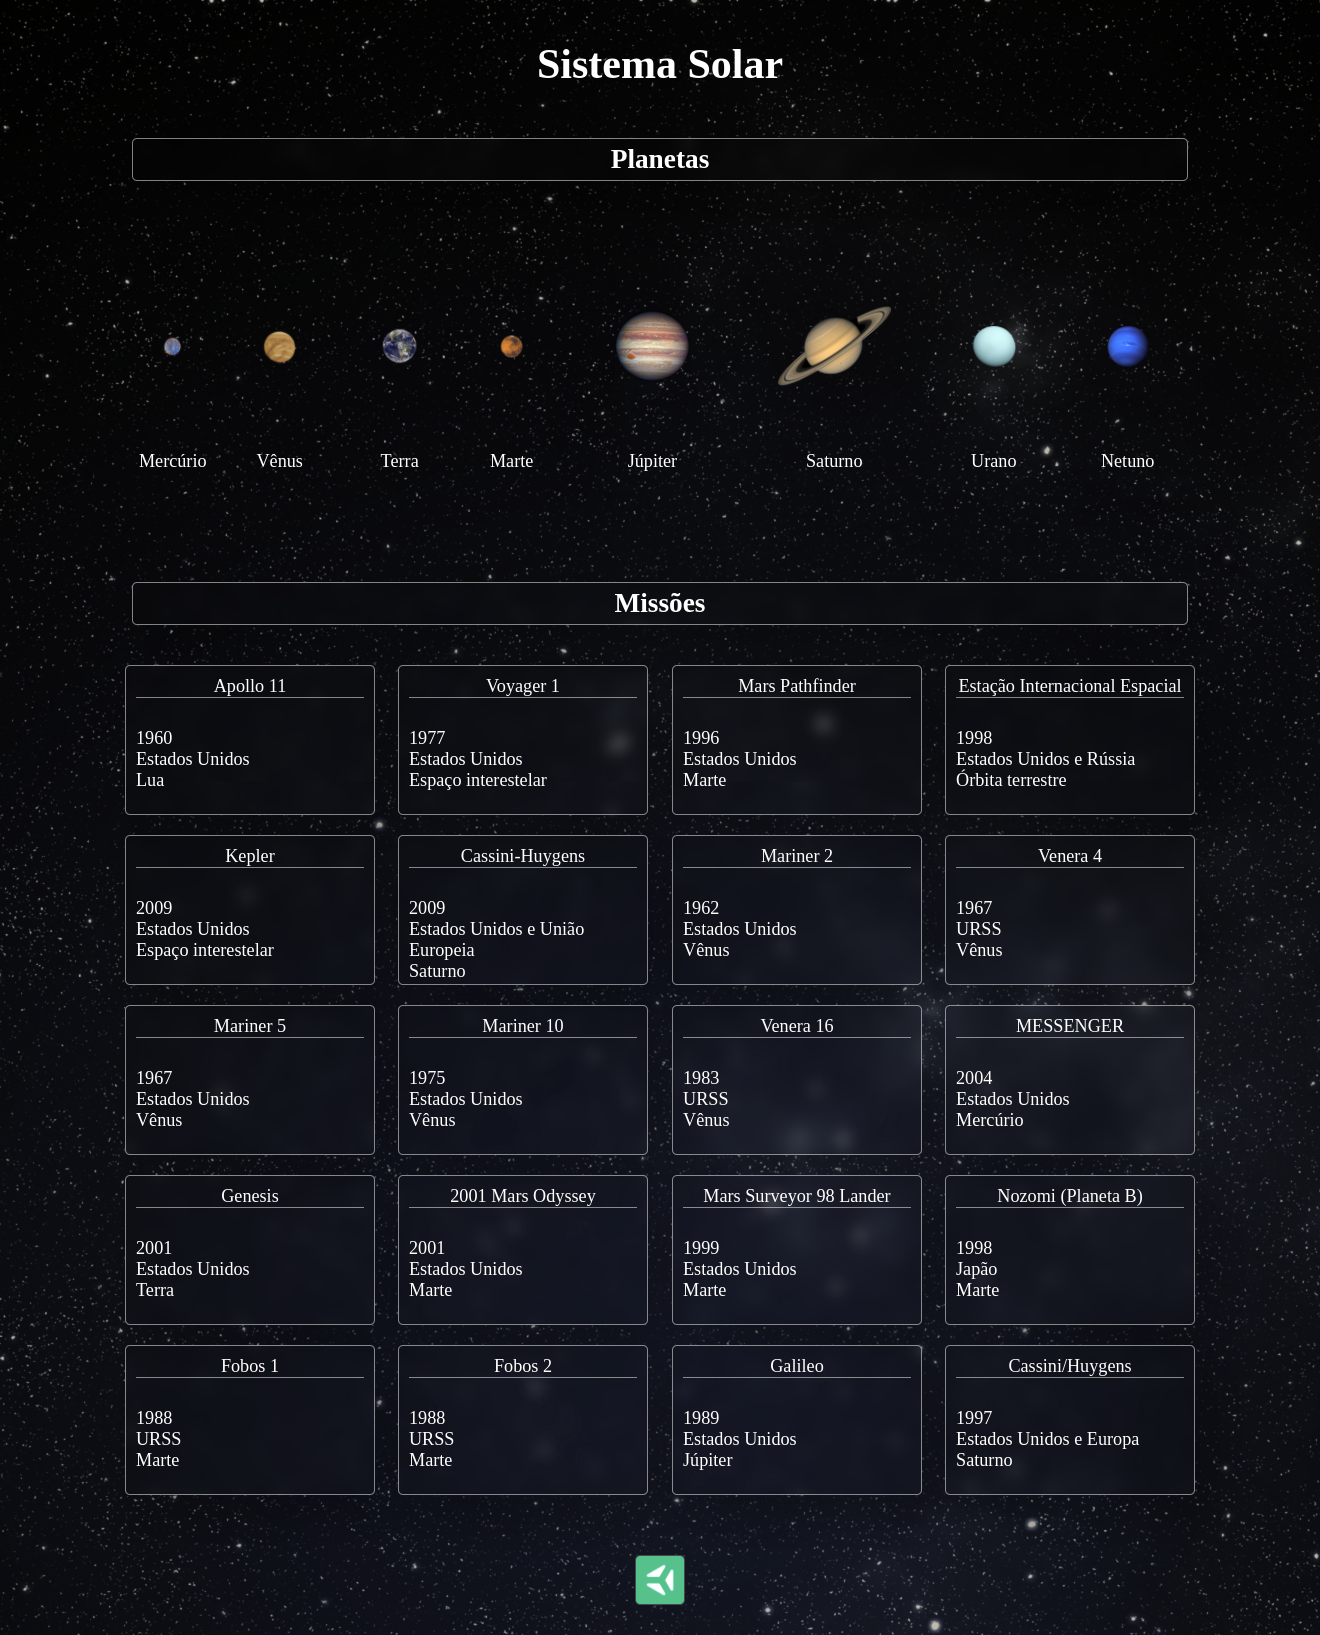 Sistema Solar
Planetas
Mercúrio
Vênus
Terra
Marte
Júpiter
Saturno
Urano
Netuno
Missões
Apollo 11
1960
Estados Unidos
Lua
Voyager 1
1977
Estados Unidos
Espaço interestelar
Mars Pathfinder
1996
Estados Unidos
Marte
Estação Internacional Espacial
1998
Estados Unidos e Rússia
Órbita terrestre
Kepler
2009
Estados Unidos
Espaço interestelar
Cassini-Huygens
2009
Estados Unidos e União
Europeia
Saturno
Mariner 2
1962
Estados Unidos
Vênus
Venera 4
1967
URSS
Vênus
Mariner 5
1967
Estados Unidos
Vênus
Mariner 10
1975
Estados Unidos
Vênus
Venera 16
1983
URSS
Vênus
MESSENGER
2004
Estados Unidos
Mercúrio
Genesis
2001
Estados Unidos
Terra
2001 Mars Odyssey
2001
Estados Unidos
Marte
Mars Surveyor 98 Lander
1999
Estados Unidos
Marte
Nozomi (Planeta B)
1998
Japão
Marte
Fobos 1
1988
URSS
Marte
Fobos 2
1988
URSS
Marte
Galileo
1989
Estados Unidos
Júpiter
Cassini/Huygens
1997
Estados Unidos e Europa
Saturno